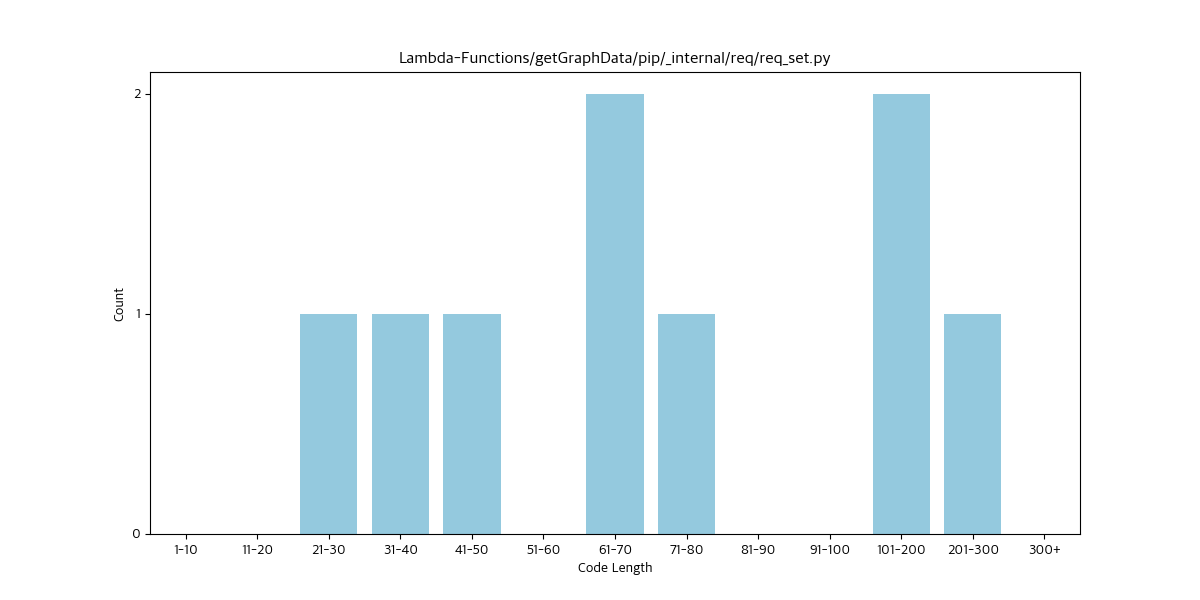 Lambda-Functions/getGraphData/pip/_internal/req/req_set.py
2
1
0
Count
1-10 11-20 21-30 31-40 41-50 51-60 61-70 71-80 81-90 91-100 101-200 201-300 300+
Code Length